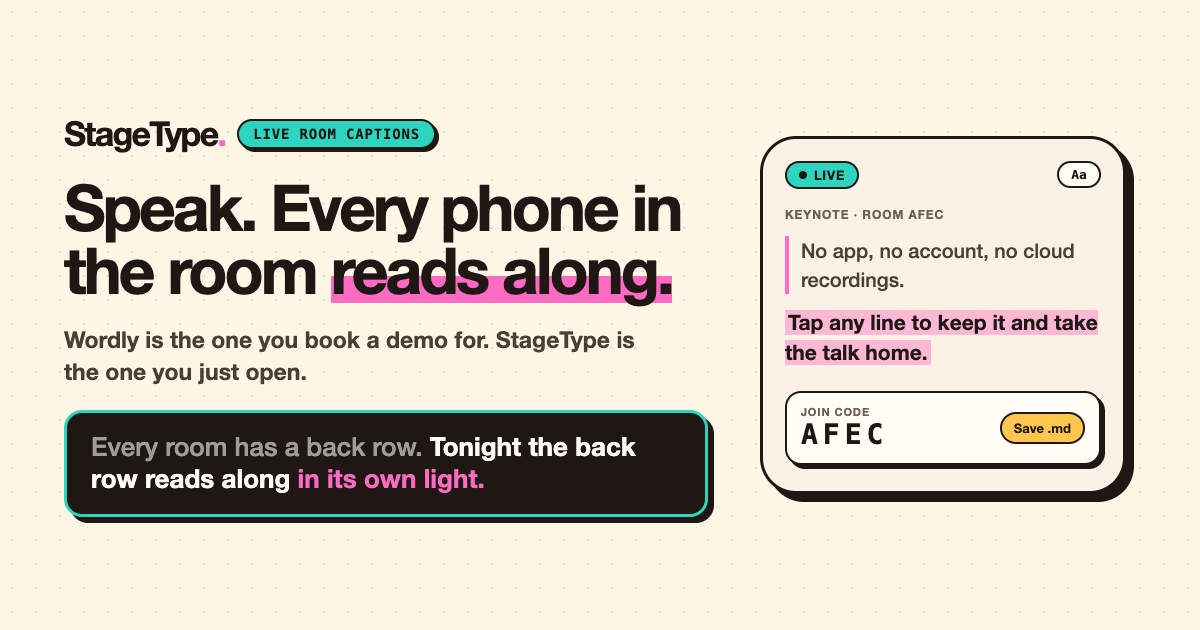 StageType.
LIVE ROOM CAPTIONS
Speak. Every phone in
the room reads along.
Wordly is the one you book a demo for. StageType is
the one you just open.
Every room has a back row. Tonight the back
row reads along in its own light.
LIVE
Aa
KEYNOTE · ROOM AFEC
No app, no account, no cloud
recordings.
Tap any line to keep it and take
the talk home.
JOIN CODE
AFEC
Save .md